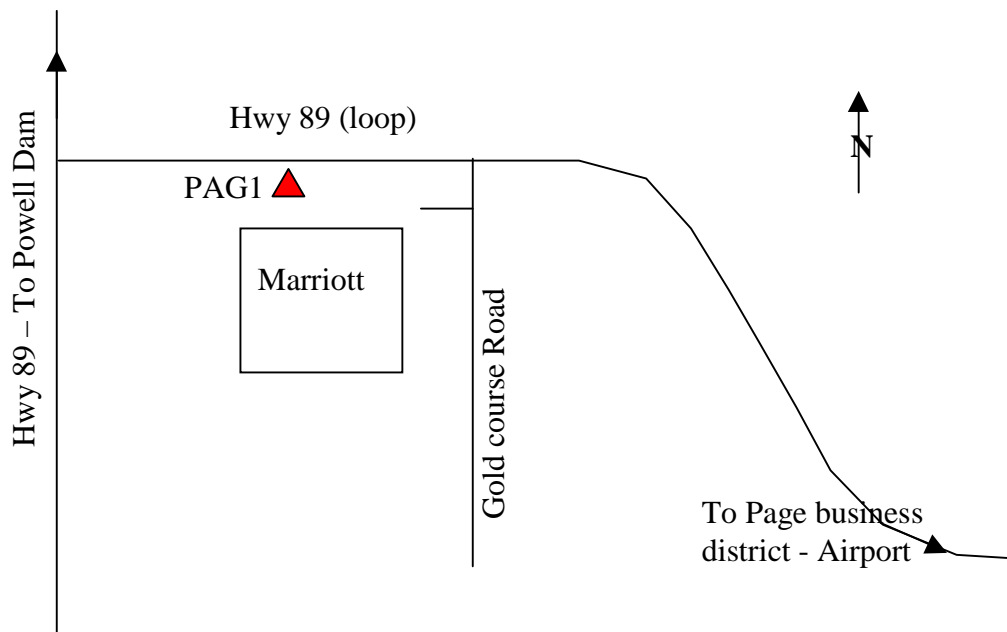 Hwy 89 (loop)
N
PAG1
Marriott
Hwy 89 – To Powell Dam
Gold course Road
To Page business
district - Airport